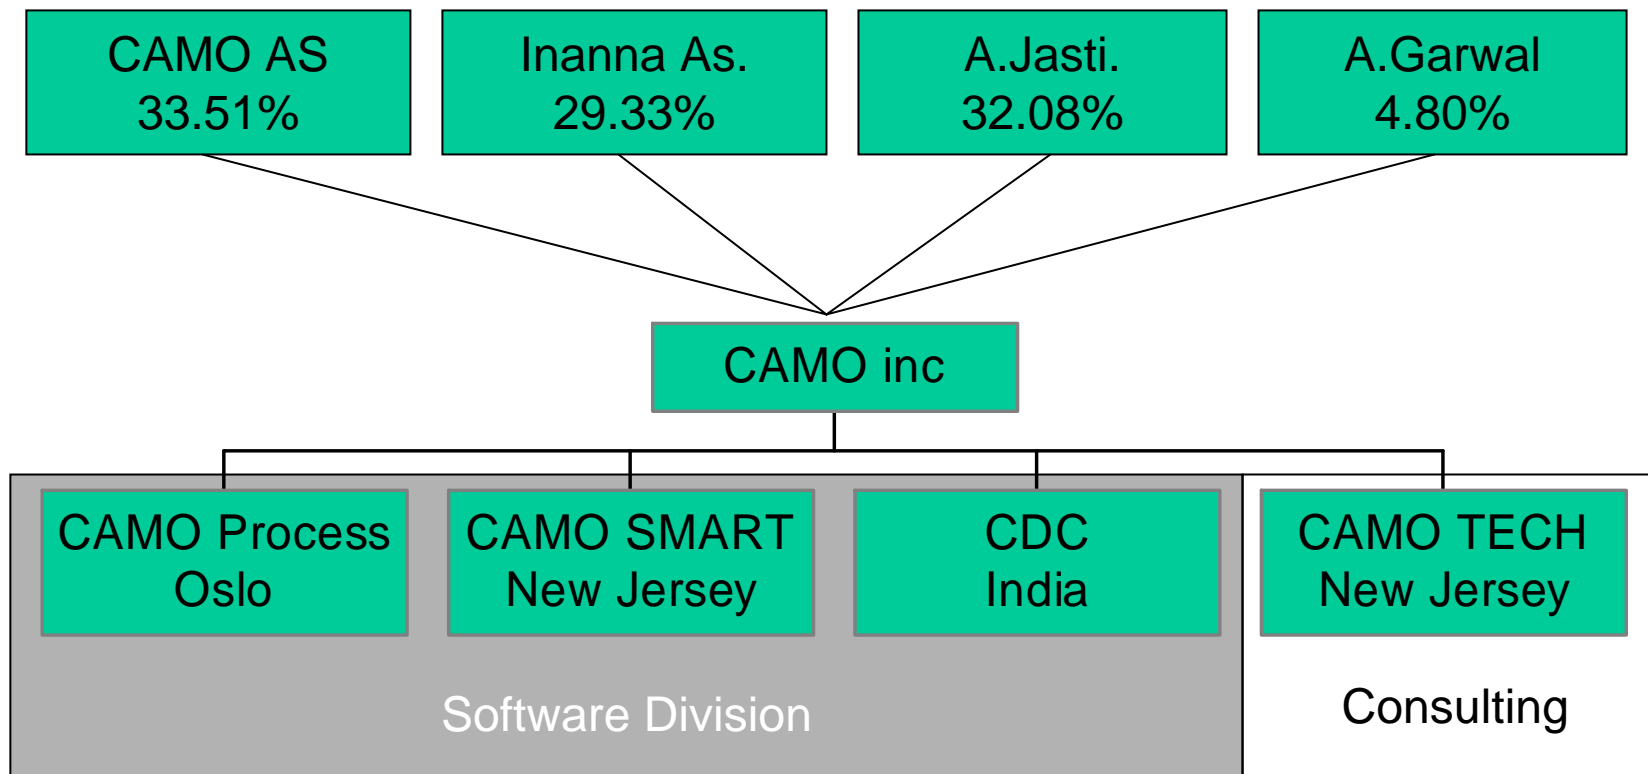 CAMO AS
33.51%
Inanna As.
29.33%
A.Jasti.
32.08%
A.Garwal
4.80%
CAMO inc
CAMO Process
Oslo
CAMO SMART
New Jersey
CDC
India
CAMO TECH
New Jersey
Software Division
Consulting